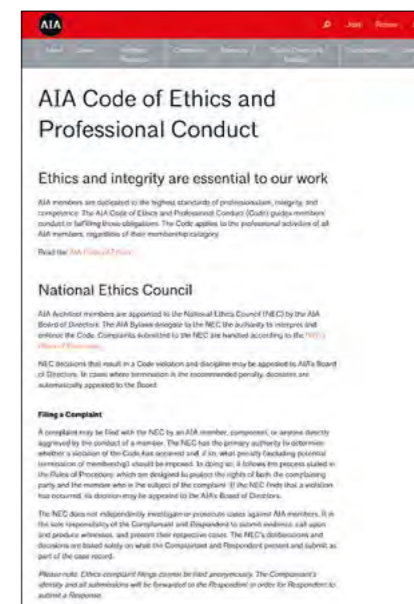 AIA
Join Renew
AIA Code of Ethics and
Professional Conduct
Ethics and integrity are essential to our work
AIA members are dedicated to the highest standards of professionalism, integrity, and
competence. The AIA Code of Ethics and Professional Conduct (Code) guides members'
conduct in fulfilling those obligations. The Code applies to the professional activities of all
AIA members, regardless of their membership category.
Read the AIA Code of Ethics.
National Ethics Council
AIA Architect members are appointed to the National Ethics Council (NEC) by the AIA
Board of Directors. The AIA Bylaws delegate to the NEC the authority to interpret and
enforce the Code. Complaints submitted to the NEC are handled according to the NEC's
Rules of Procedure.
NEC decisions that result in a Code violation and discipline may be appealed to AIA's Board
of Directors. In cases where termination is the recommended penalty, decisions are
automatically appealed to the Board.
Filing a Complaint
A complaint may be filed with the NEC by an AIA member, component, or anyone directly
aggrieved by the conduct of a member. The NEC has the primary authority to determine
whether a violation of the Code has occurred and, if so, what penalty (including potential
termination of membership) should be imposed. In doing so, it follows the process stated in
the Rules of Procedure, which are designed to protect the rights of both the complaining
party and the member who is the subject of the complaint. If the NEC finds that a violation
has occurred, its decision may be appealed to the AIA's Board of Directors.
The NEC does not independently investigate or prosecute cases against AIA members. It is
the sole responsibility of the Complainant and Respondent to submit evidence, call upon
and produce witnesses, and present their respective cases. The NEC's deliberations and
decisions are based solely on what the Complainant and Respondent present and submit as
part of the case record.
Please note: Ethics complaint filings cannot be filed anonymously. The Complainant's
identity and all submissions will be forwarded to the Respondent in order for Respondent to
submit a Response.